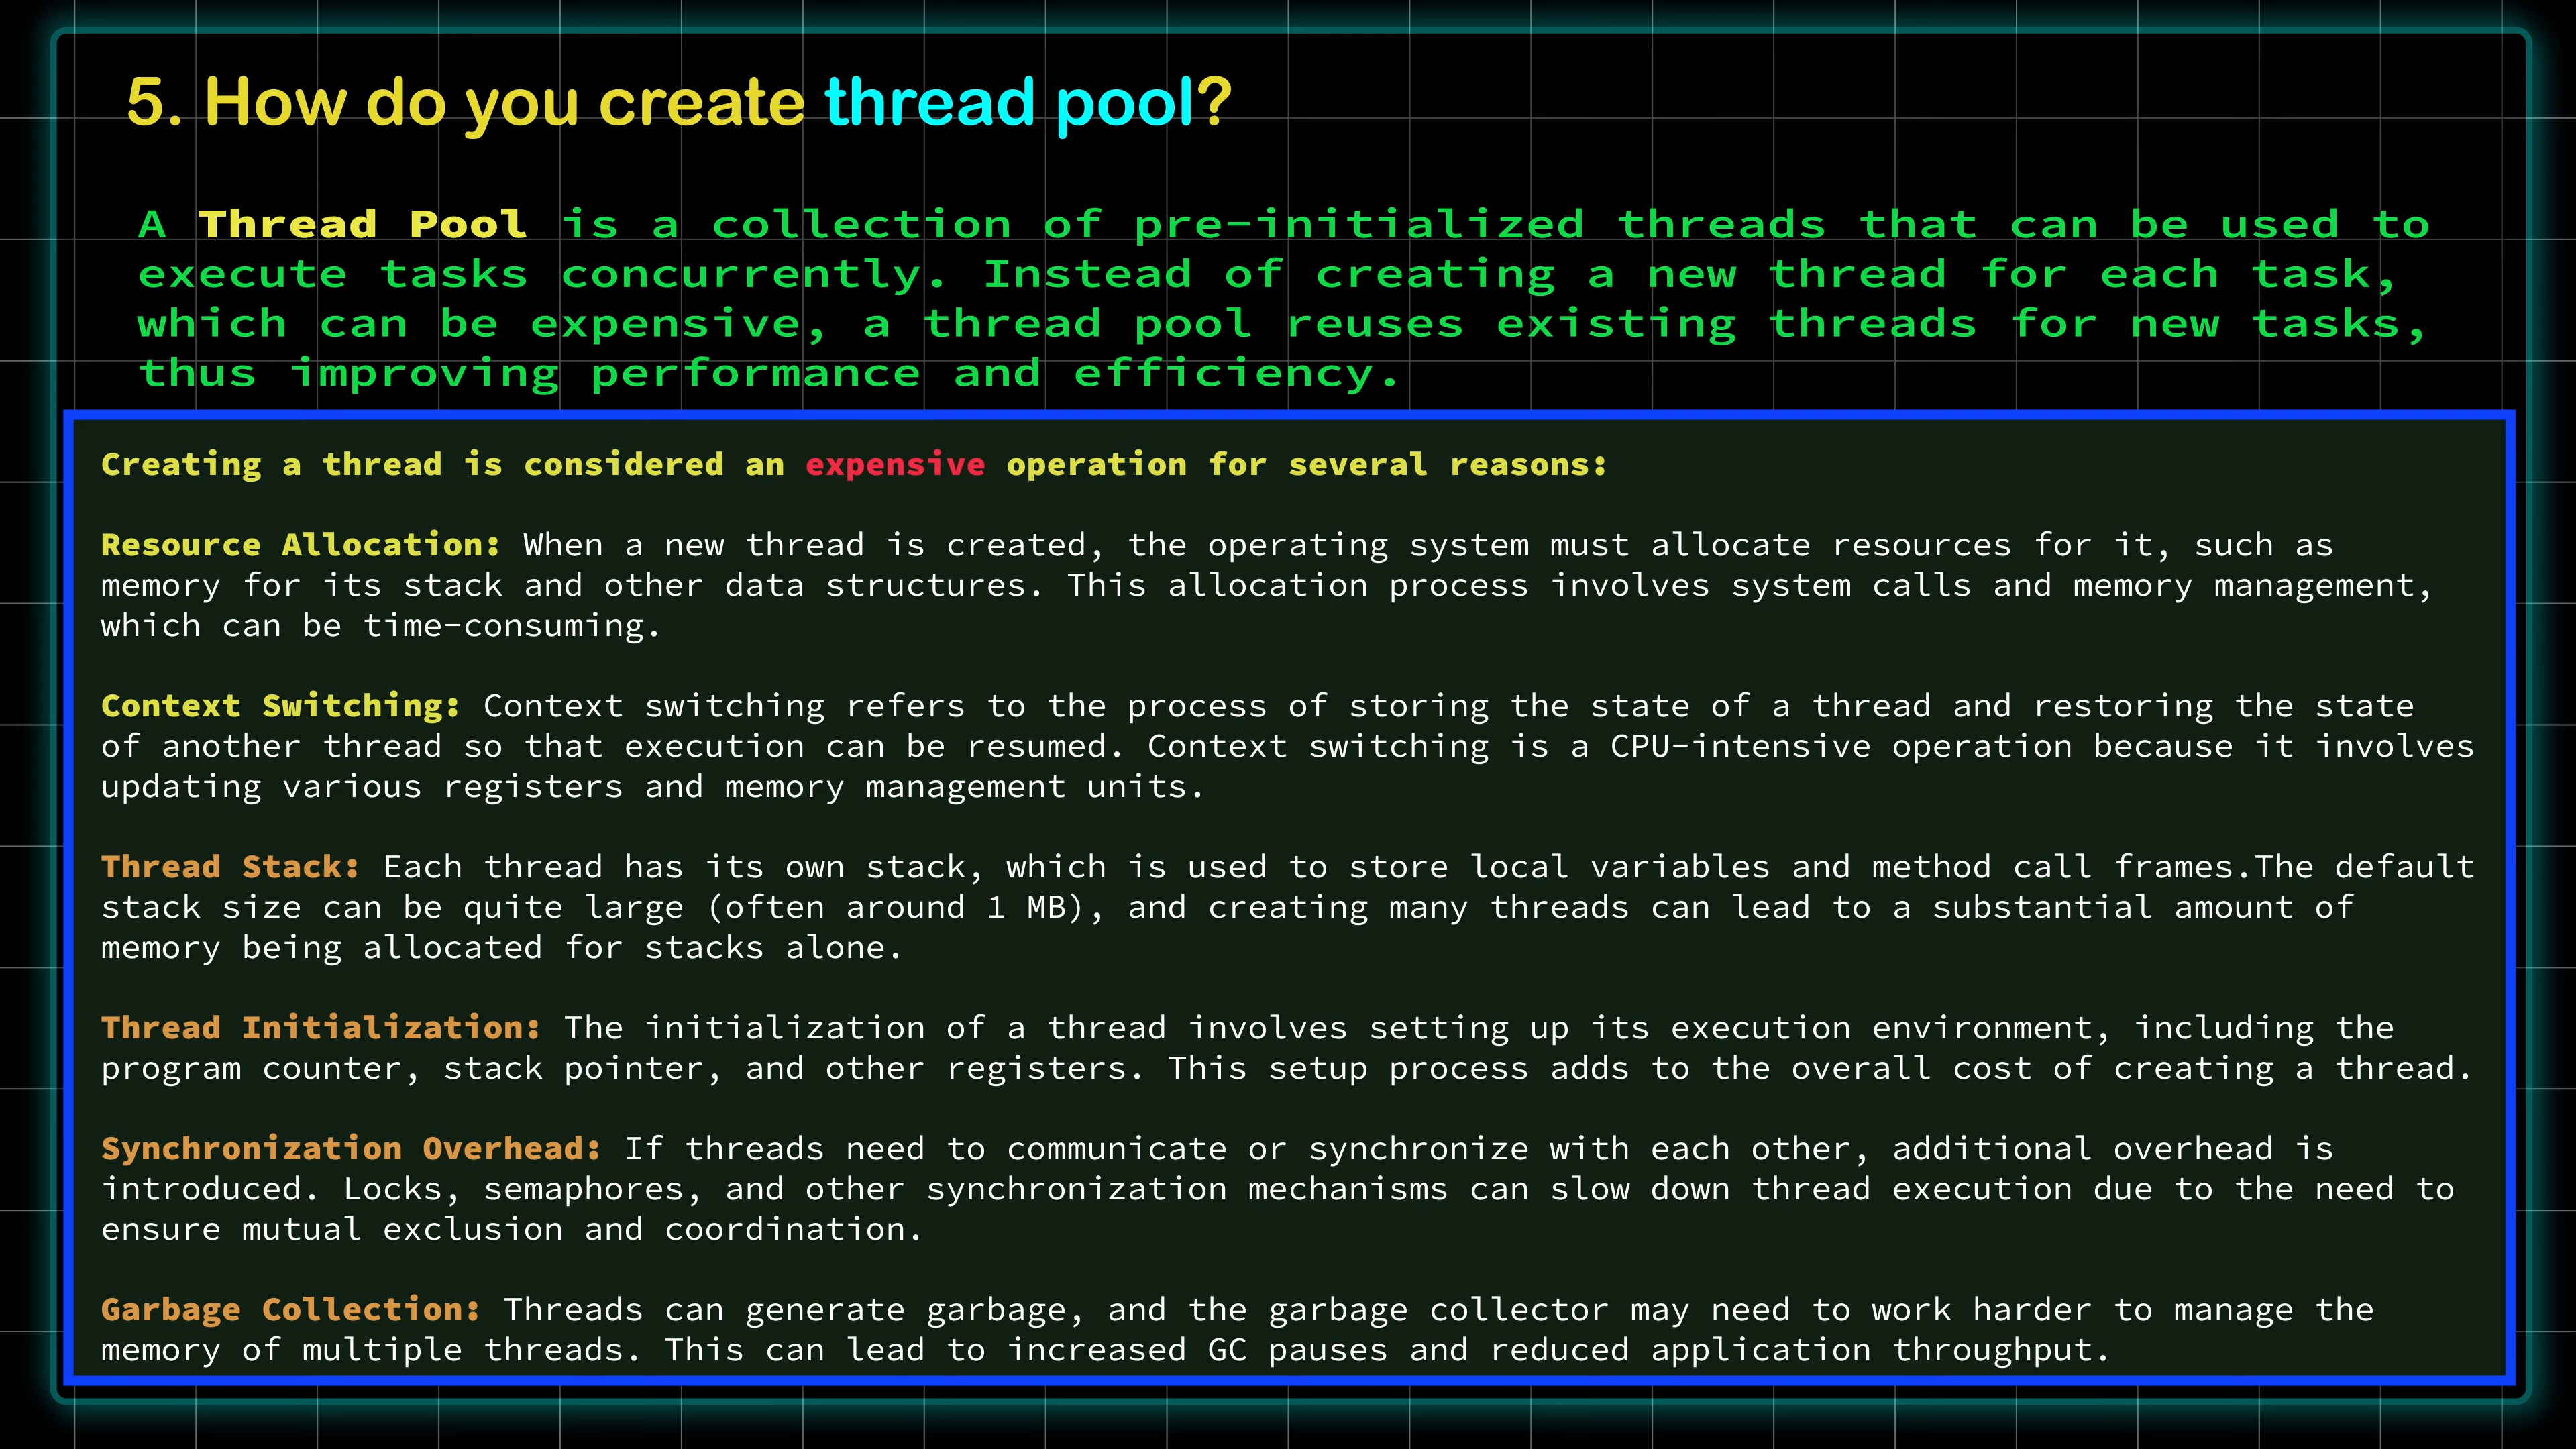 5. How do you create thread pool?
A Thread Pool is a collection of pre-initialized threads that can be used to
execute tasks concurrently. Instead of creating a new thread for each task,
which can be expensive, a thread pool reuses existing threads for new tasks,
thus improving performance and efficiency.
Creating a thread is considered an expensive operation for several reasons:
Resource Allocation: When a new thread is created, the operating system must allocate resources for it, such as
memory for its stack and other data structures. This allocation process involves system calls and memory management,
which can be time-consuming.
Context Switching: Context switching refers to the process of storing the state of a thread and restoring the state
of another thread so that execution can be resumed. Context switching is a CPU-intensive operation because it involves
updating various registers and memory management units.
Thread Stack: Each thread has its own stack, which is used to store local variables and method call frames.The default
stack size can be quite large (often around 1 MB), and creating many threads can lead to a substantial amount of
memory being allocated for stacks alone.
Thread Initialization: The initialization of a thread involves setting up its execution environment, including the
program counter, stack pointer, and other registers. This setup process adds to the overall cost of creating a thread.
Synchronization Overhead: If threads need to communicate or synchronize with each other, additional overhead is
introduced. Locks, semaphores, and other synchronization mechanisms can slow down thread execution due to the need to
ensure mutual exclusion and coordination.
Garbage Collection: Threads can generate garbage, and the garbage collector may need to work harder to manage the
memory of multiple threads. This can lead to increased GC pauses and reduced application throughput.